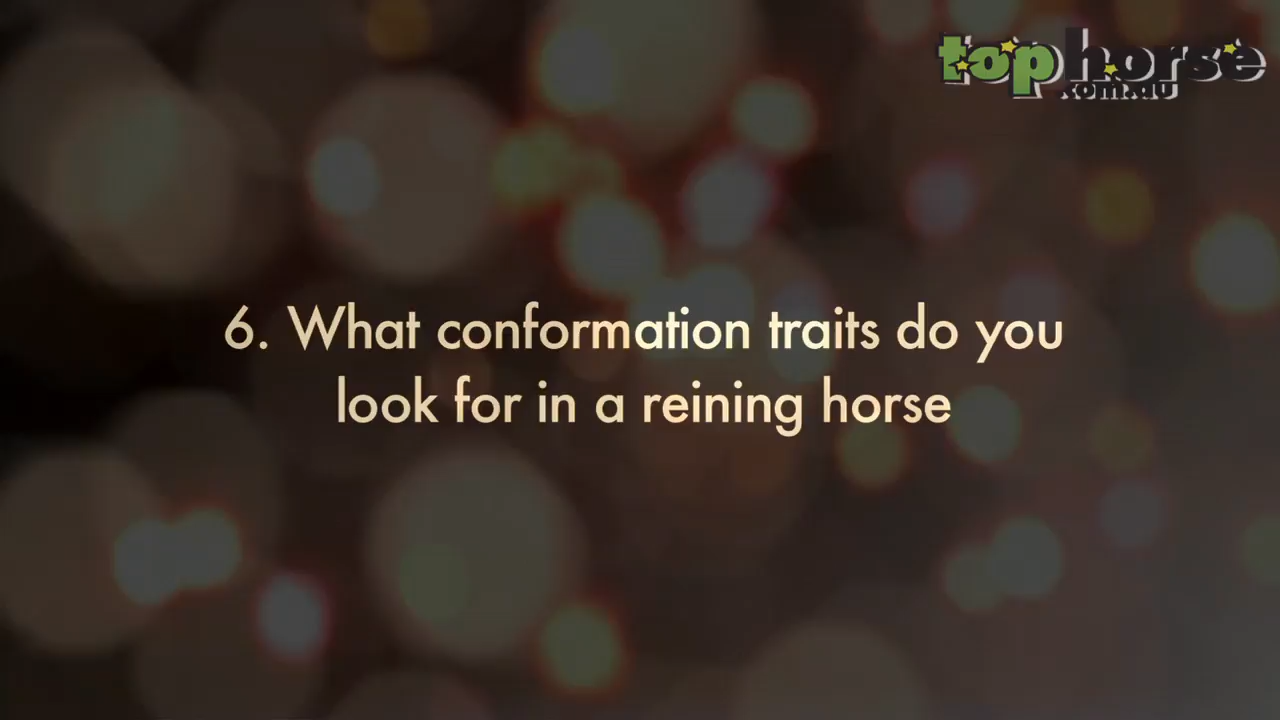 tophorse
.com.au
6. What conformation traits do you
look for in a reining horse